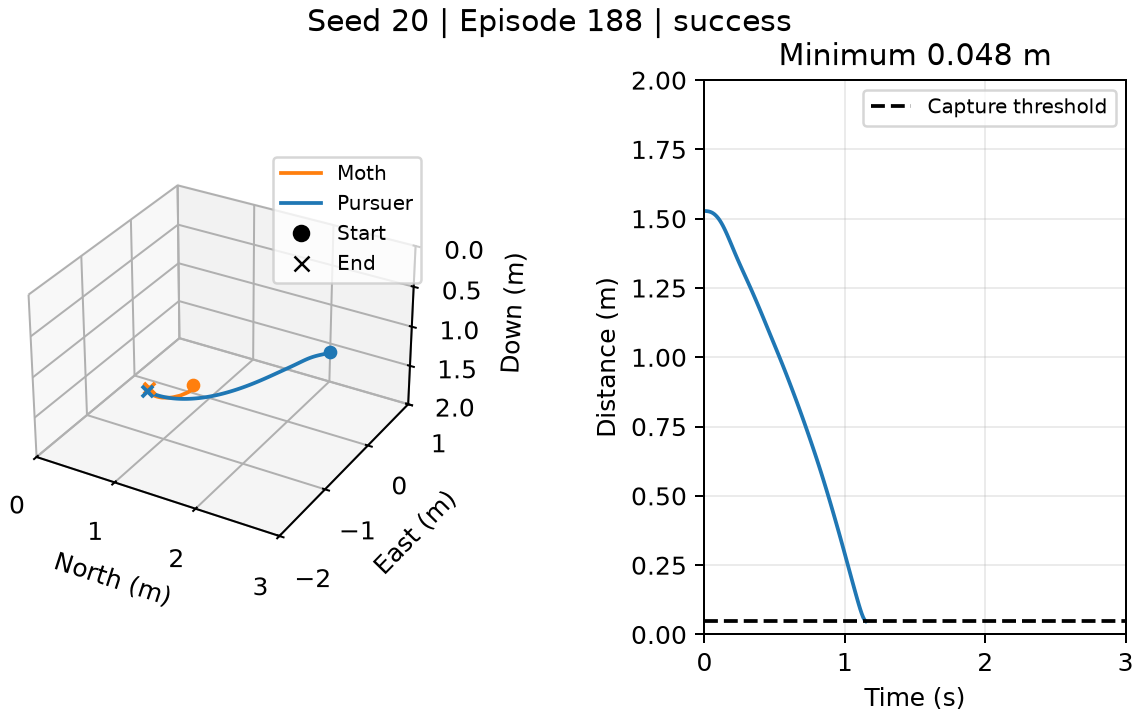 Seed 20 | Episode 188 | success
Moth
Pursuer
Start
End
0.0
0.5
1.0
1.5
2.0
Down (m)
1
0
−1
−2
East (m)
0
1
2
3
North (m)
Minimum 0.048 m
Capture threshold
2.00
1.75
1.50
1.25
1.00
0.75
0.50
0.25
0.00
Distance (m)
0
1
2
3
Time (s)